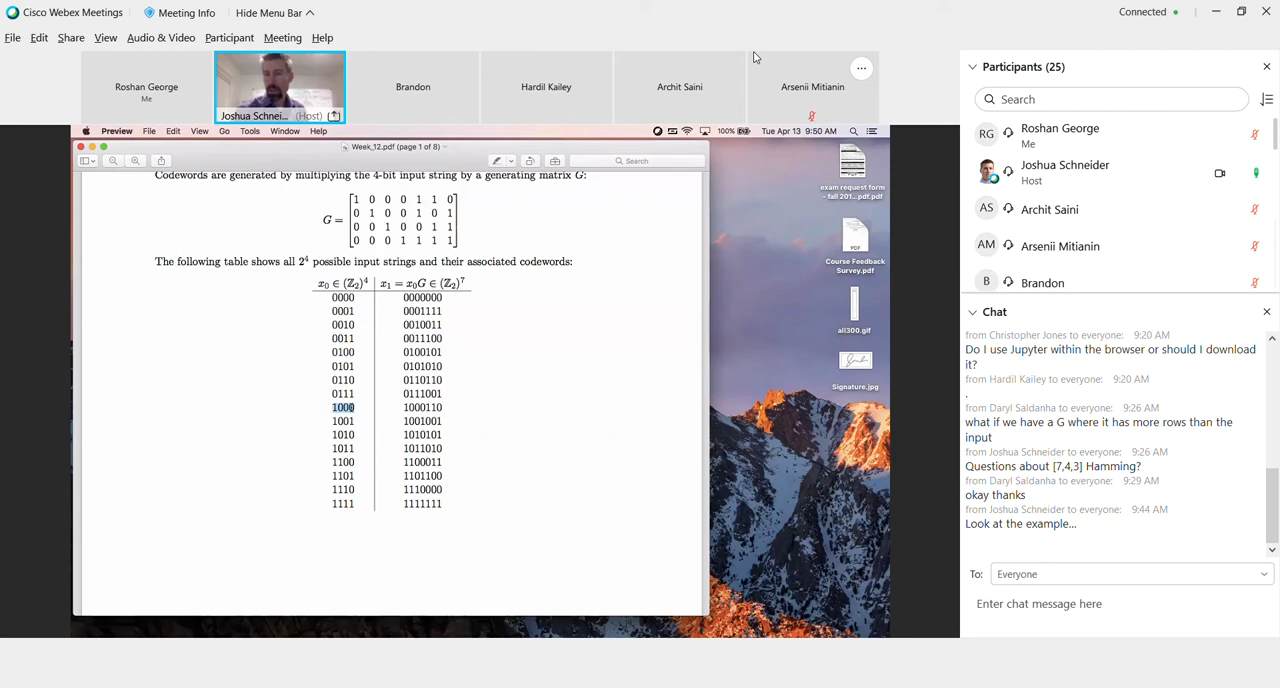 Cisco Webex Meetings
Meeting Info
Hide Menu Bar
Connected
File Edit Share View Audio & Video Participant Meeting Help
Roshan George
Me
Joshua Schnei... (Host)
Brandon
Hardil Kailey
Archit Saini
Arsenii Mitianin
Preview File Edit View Go Tools Window Help
100% Tue Apr 13 9:50 AM
Week_12.pdf (page 1 of 8)
Search
Codewords are generated by multiplying the 4-bit input string by a generating matrix G:
G =
1 0 0 0 1 1 0
0 1 0 0 1 0 1
0 0 1 0 0 1 1
0 0 0 1 1 1 1
The following table shows all 2⁴ possible input strings and their associated codewords:
x₀ ∈ (ℤ₂)⁴ x₁ = x₀G ∈ (ℤ₂)⁷
0000 0000000
0001 0001111
0010 0010011
0011 0011100
0100 0100101
0101 0101010
0110 0110110
0111 0111001
1000 1000110
1001 1001001
1010 1010101
1011 1011010
1100 1100011
1101 1101100
1110 1110000
1111 1111111
PDF
exam request form
- fall 201...pdf.pdf
PDF
Course Feedback
Survey.pdf
all300.gif
Signature.jpg
Participants (25)
Search
RG
Roshan George
Me
Joshua Schneider
Host
AS
Archit Saini
AM
Arsenii Mitianin
B
Brandon
Chat
from Christopher Jones to everyone: 9:20 AM
Do I use Jupyter within the browser or should I download
it?
from Hardil Kailey to everyone: 9:20 AM
.
from Daryl Saldanha to everyone: 9:26 AM
what if we have a G where it has more rows than the
input
from Joshua Schneider to everyone: 9:26 AM
Questions about [7,4,3] Hamming?
from Daryl Saldanha to everyone: 9:29 AM
okay thanks
from Joshua Schneider to everyone: 9:44 AM
Look at the example...
To: Everyone
Enter chat message here